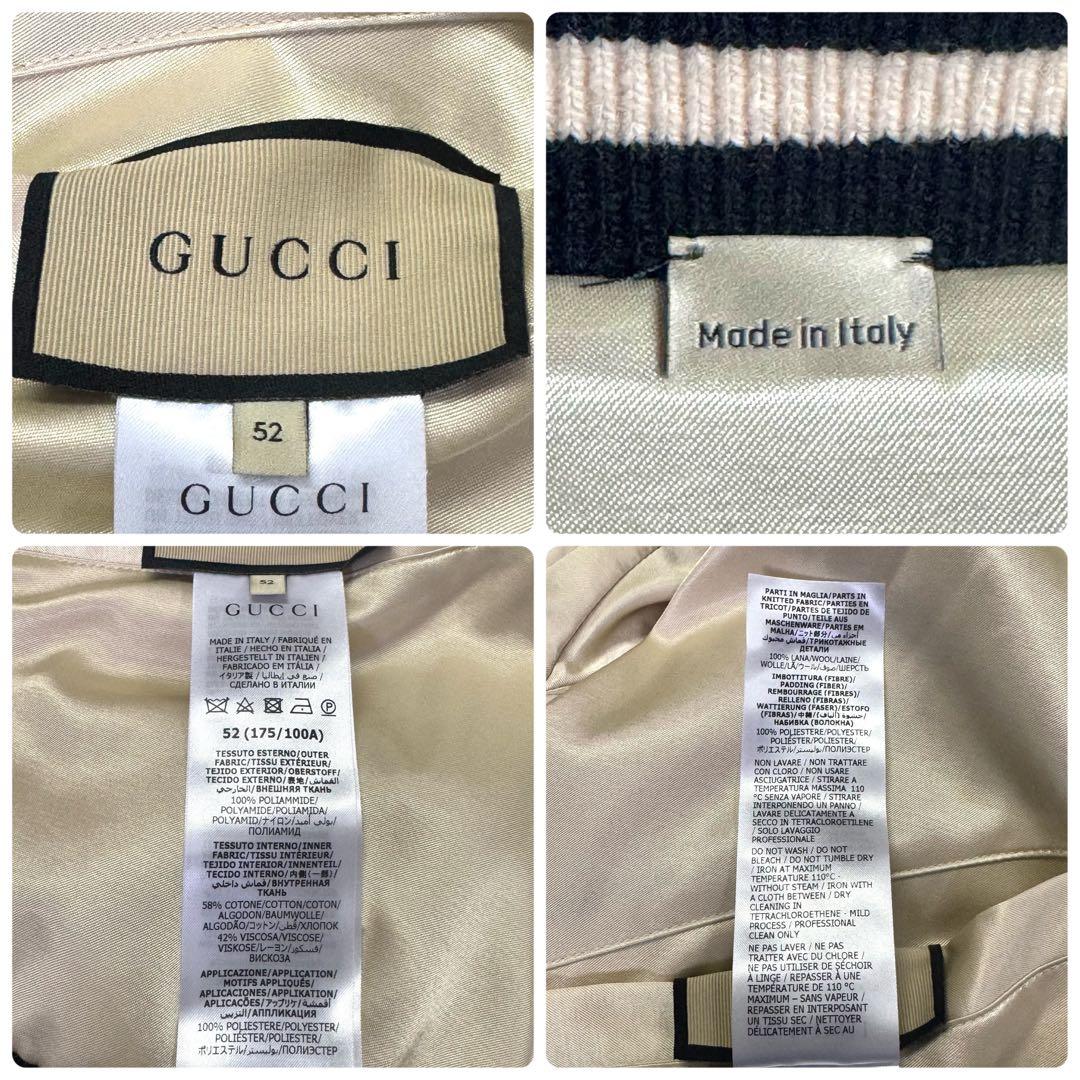 GUCCI
52
GUCCI
Made in Italy
52
GUCCI
MADE IN ITALY / FABRIQUÉ EN
ITALIE / HECHO EN ITALIA /
HERGESTELLT IN ITALIEN /
FABRICADO EM ITÁLIA /
イタリア製 / صنع في إيطاليا /
СДЕЛАНО В ИТАЛИИ
52 (175/100A)
TESSUTO ESTERNO/OUTER
FABRIC/TISSU EXTÉRIEUR/
TEJIDO EXTERIOR/OBERSTOFF/
TECIDO EXTERNO/表地/القماش
الخارجي/ВНЕШНЯЯ ТКАНЬ
100% POLIAMMIDE/
POLYAMIDE/POLIAMIDA/
POLYAMID/ナイロン/بولي أميد/
ПОЛИАМИД
TESSUTO INTERNO/INNER
FABRIC/TISSU INTÉRIEUR/
TEJIDO INTERIOR/INNENTEIL/
TECIDO INTERNO/内側(一部)/
قماش داخلي/ВНУТРЕННАЯ
ТКАНЬ
58% COTONE/COTTON/COTON/
ALGODON/BAUMWOLLE/
ALGODÃO/コットン/قطن/ХЛОПОК
42% VISCOSA/VISCOSE/
VISKOSE/レーヨン/فسكوز/
ВИСКОЗА
APPLICAZIONE/APPLICATION/
MOTIFS APPLIQUÉS/
APLICACIONES/APPLIKATION/
APLICAÇÕES/アップリケ/أقمشة
التزيين/АППЛИКАЦИЯ
100% POLIESTERE/POLYESTER/
POLIÉSTER/POLIESTER/
ポリエステル/بوليستر/ПОЛИЭСТЕР
PARTI IN MAGLIA/PARTS IN
KNITTED FABRIC/PARTIES EN
TRICOT/PARTES DE TEJIDO DE
PUNTO/TEILE AUS
MASCHENWARE/PARTES EM
MALHA/ニット部分/أجزاء من
قماش محبوك/ТРИКОТАЖНЫЕ
ДЕТАЛИ
100% LANA/WOOL/LAINE/
WOLLE/LÃ/ウール/صوف/ШЕРСТЬ
IMBOTTITURA (FIBRE)/
PADDING (FIBER)/
REMBOURRAGE (FIBRES)/
RELLENO (FIBRAS)/
WATTIERUNG (FASER)/ESTOFO
(FIBRAS)/中綿/حشوة (ألياف)/
НАБИВКА (ВОЛОКНА)
100% POLIESTERE/POLYESTER/
POLIÉSTER/POLIESTER/
ポリエステル/بوليستر/ПОЛИЭСТЕР
NON LAVARE / NON TRATTARE
CON CLORO / NON USARE
ASCIUGATRICE / STIRARE A
TEMPERATURA MASSIMA 110
°C SENZA VAPORE / STIRARE
INTERPONENDO UN PANNO /
LAVARE DELICATAMENTE A
SECCO IN TETRACLOROETILENE
/ SOLO LAVAGGIO
PROFESSIONALE
DO NOT WASH / DO NOT
BLEACH / DO NOT TUMBLE DRY
/ IRON AT MAXIMUM
TEMPERATURE 110°C -
WITHOUT STEAM / IRON WITH
A CLOTH BETWEEN / DRY
CLEANING IN
TETRACHLOROETHENE - MILD
PROCESS / PROFESSIONAL
CLEAN ONLY
NE PAS LAVER / NE PAS
TRAITER AVEC DU CHLORE /
NE PAS UTILISER DE SÉCHOIR
À LINGE / REPASSER À UNE
TEMPÉRATURE DE 110 °C
MAXIMUM – SANS VAPEUR /
REPASSER EN INTERPOSANT
UN TISSU SEC / NETTOYER
DÉLICATEMENT À SEC AU